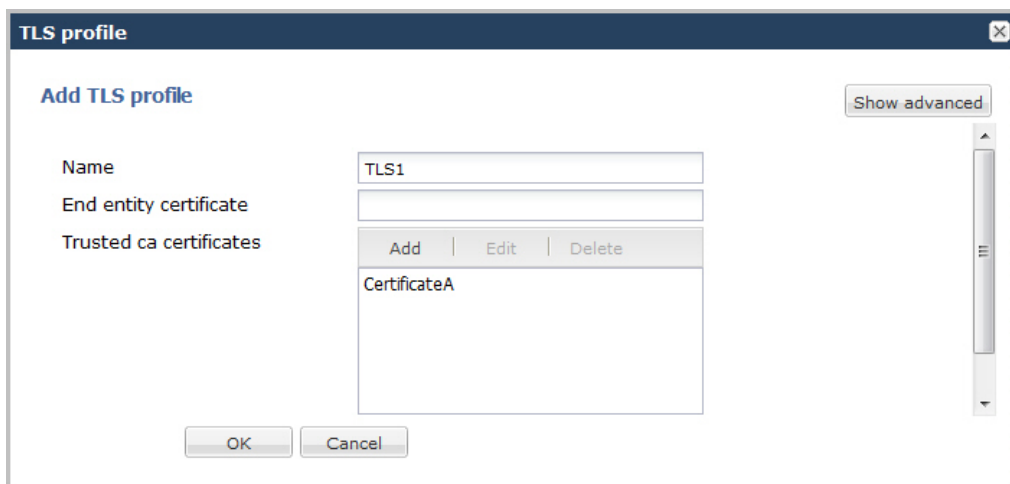 TLS profile
Add TLS profile
Show advanced
Name
TLS1
End entity certificate
Trusted ca certificates
Add Edit Delete
CertificateA
OK Cancel